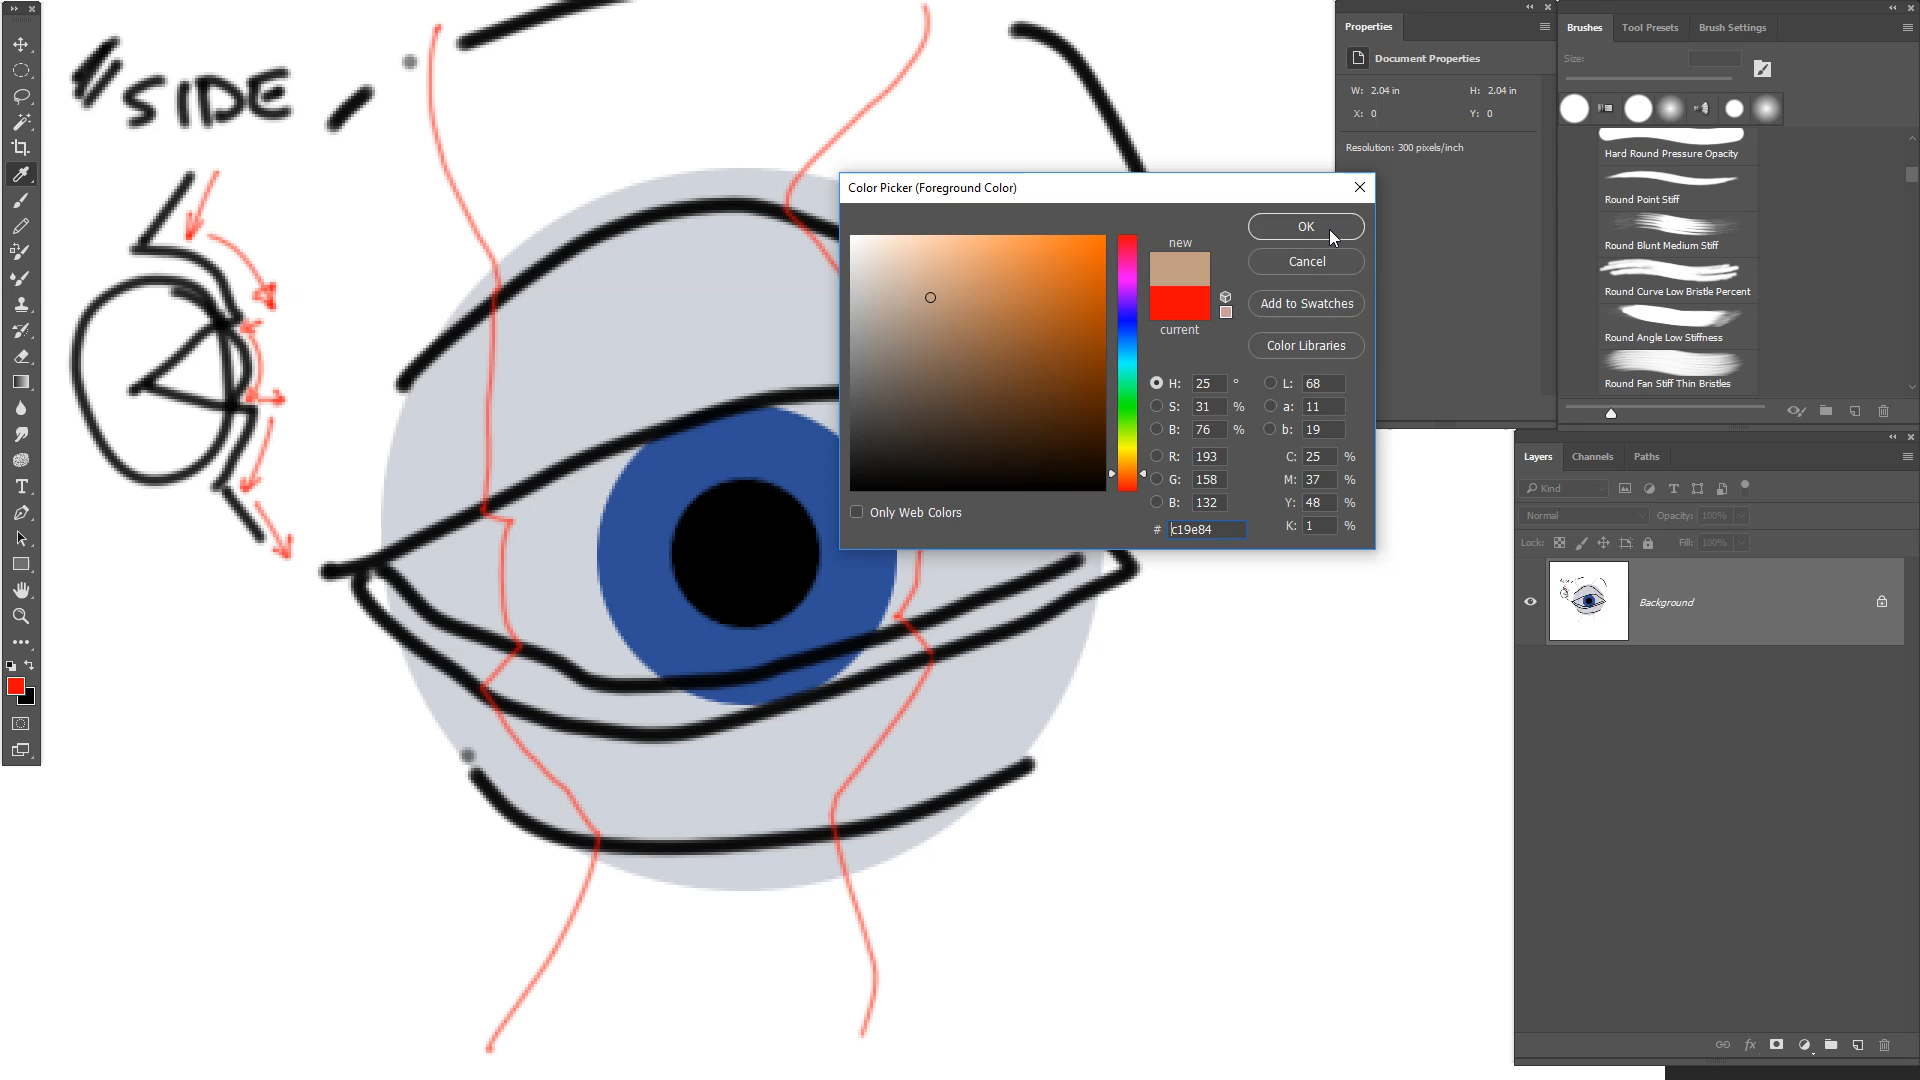 "SIDE
Color Picker (Foreground Color)
new
current
OK
Cancel
Add to Swatches
Color Libraries
H: 25 °
S: 31 %
B: 76 %
R: 193
G: 158
B: 132
# c19e84
L: 68
a: 11
b: 19
C: 25 %
M: 37 %
Y: 48 %
K: 1 %
Only Web Colors
Properties
Document Properties
W: 2.04 in H: 2.04 in
X: 0 Y: 0
Resolution: 300 pixels/inch
Brushes Tool Presets Brush Settings
Size:
Hard Round Pressure Opacity
Round Point Stiff
Round Blunt Medium Stiff
Round Curve Low Bristle Percent
Round Angle Low Stiffness
Round Fan Stiff Thin Bristles
Layers Channels Paths
Kind
Normal Opacity: 100%
Lock: Fill: 100%
Background
fx